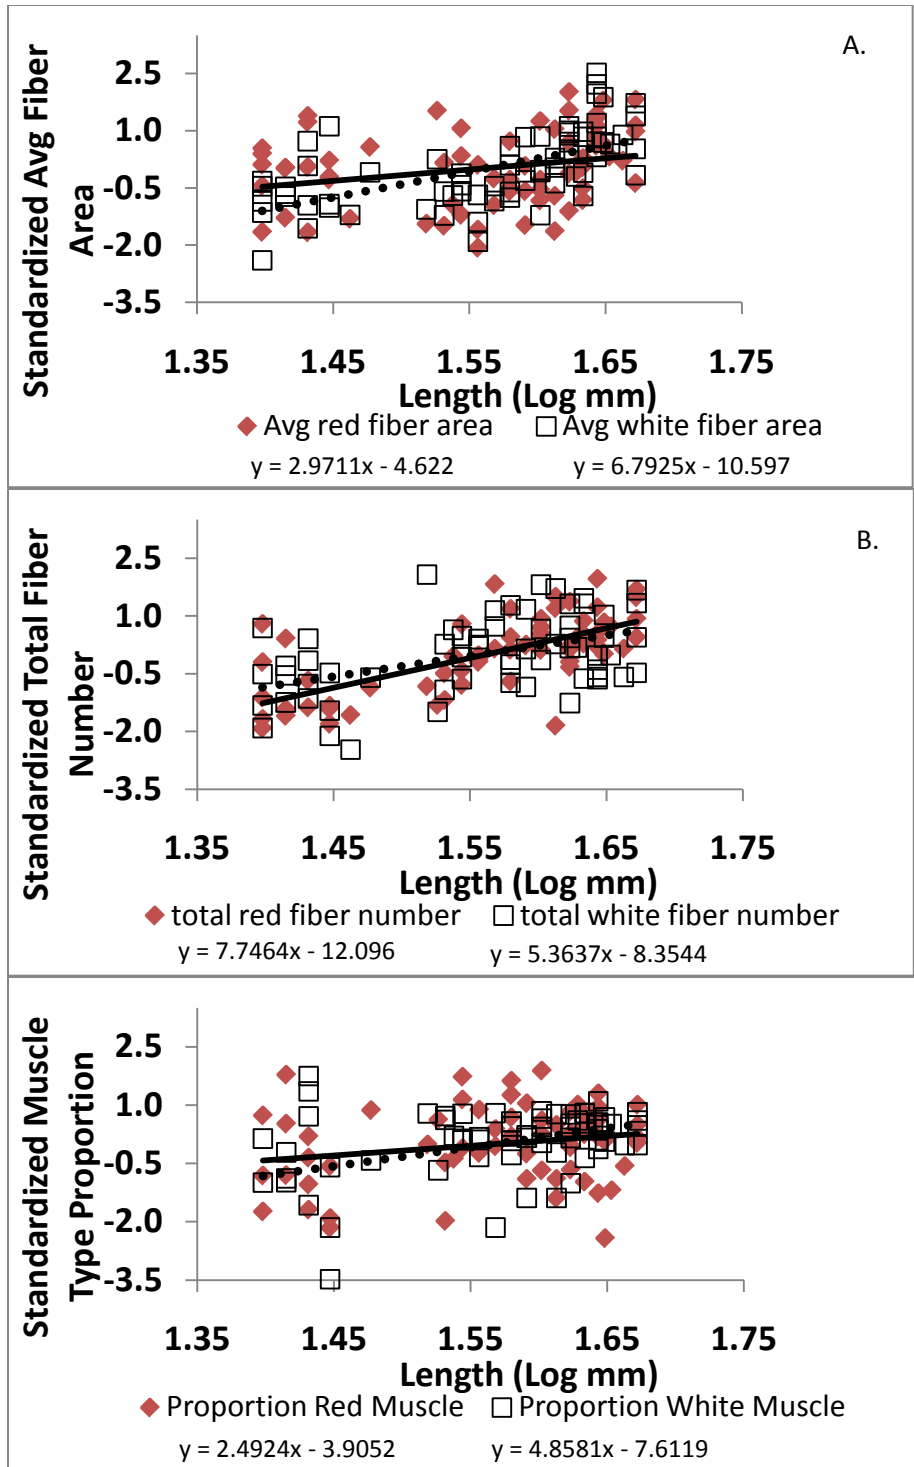 A.
Standardized Avg Fiber
Area
2.5
1.0
-0.5
-2.0
-3.5
1.35 1.45 1.55 1.65 1.75
Length (Log mm)
Avg red fiber area Avg white fiber area
y = 2.9711x - 4.622 y = 6.7925x - 10.597
B.
Standardized Total Fiber
Number
2.5
1.0
-0.5
-2.0
-3.5
1.35 1.45 1.55 1.65 1.75
Length (Log mm)
total red fiber number total white fiber number
y = 7.7464x - 12.096 y = 5.3637x - 8.3544
Standardized Muscle
Type Proportion
2.5
1.0
-0.5
-2.0
-3.5
1.35 1.45 1.55 1.65 1.75
Length (Log mm)
Proportion Red Muscle Proportion White Muscle
y = 2.4924x - 3.9052 y = 4.8581x - 7.6119